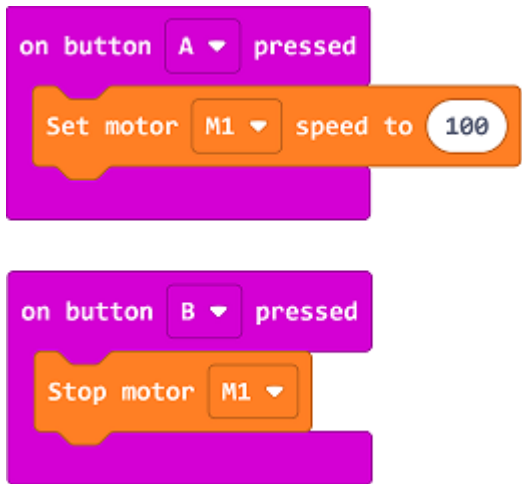 on button A pressed
Set motor M1 speed to 100
on button B pressed
Stop motor M1